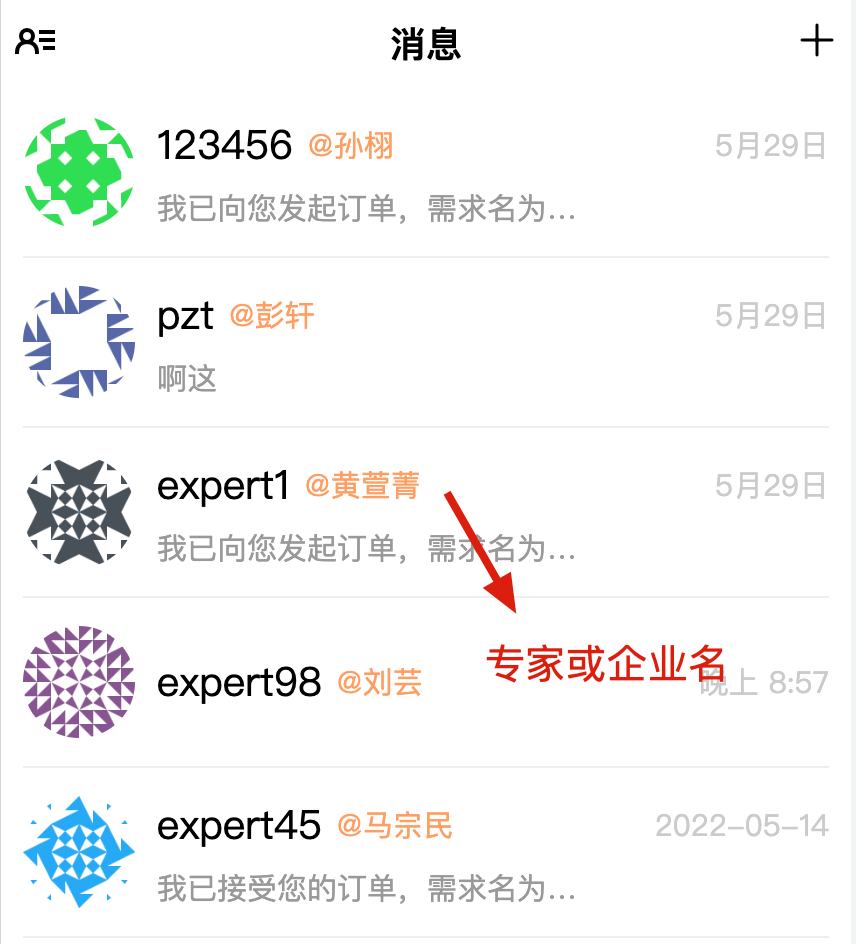 消息
123456 @孙栩 5月29日
我已向您发起订单，需求名为...
pzt @彭轩 5月29日
啊这
expert1 @黄萱菁 5月29日
我已向您发起订单，需求名为...
专家或企业名
expert98 @刘芸 晚上 8:57
expert45 @马宗民 2022-05-14
我已接受您的订单，需求名为...